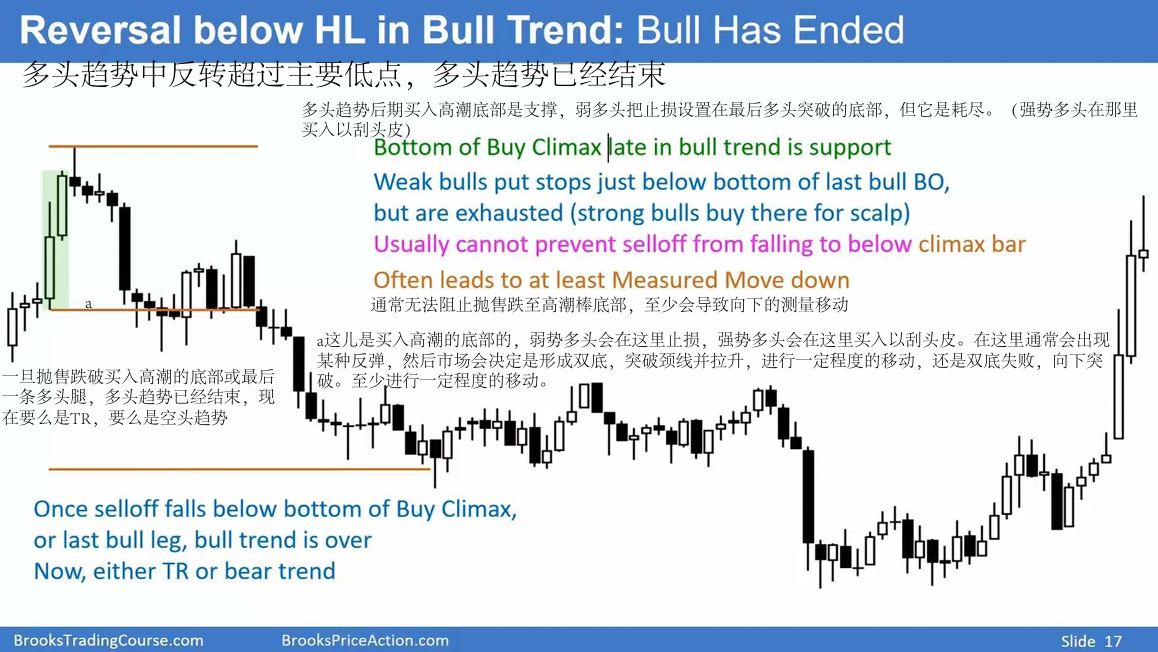 Reversal below HL in Bull Trend: Bull Has Ended
多头趋势中反转超过主要低点，多头趋势已经结束
多头趋势后期买入高潮底部是支撑，弱多头把止损设置在最后多头突破的底部，但它是耗尽。（强势多头在那里
买入以刮头皮）
Bottom of Buy Climax late in bull trend is support
Weak bulls put stops just below bottom of last bull BO,
but are exhausted (strong bulls buy there for scalp)
Usually cannot prevent selloff from falling to below climax bar
Often leads to at least Measured Move down
通常无法阻止抛售跌至高潮棒底部，至少会导致向下的测量移动
a
a这儿是买入高潮的底部的，弱势多头会在这里止损，强势多头会在这里买入以刮头皮。在这里通常会出现
某种反弹，然后市场会决定是形成双底，突破颈线并拉升，进行一定程度的移动，还是双底失败，向下突
破。至少进行一定程度的移动。
一旦抛售跌破买入高潮的底部或最后
一条多头腿，多头趋势已经结束，现
在要么是TR，要么是空头趋势
Once selloff falls below bottom of Buy Climax,
or last bull leg, bull trend is over
Now, either TR or bear trend
BrooksTradingCourse.com
BrooksPriceAction.com
Slide 17